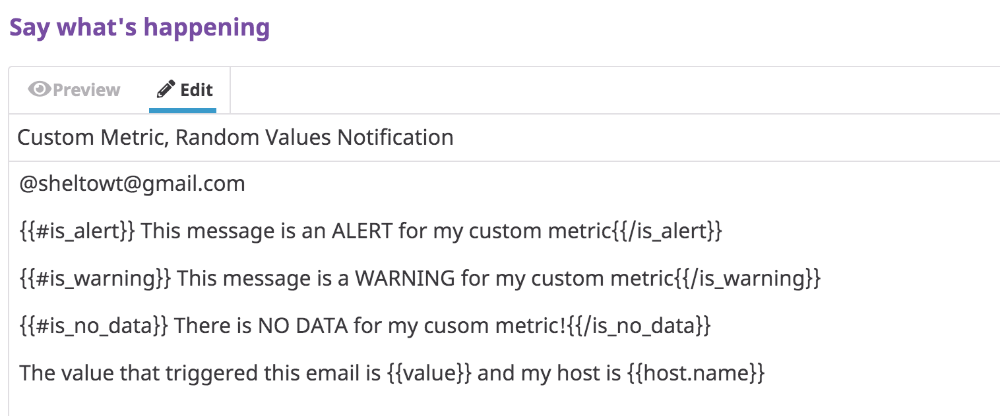 Say what's happening
Preview Edit
Custom Metric, Random Values Notification
@sheltowt@gmail.com
{{#is_alert}} This message is an ALERT for my custom metric{{/is_alert}}
{{#is_warning}} This message is a WARNING for my custom metric{{/is_warning}}
{{#is_no_data}} There is NO DATA for my cusom metric!{{/is_no_data}}
The value that triggered this email is {{value}} and my host is {{host.name}}